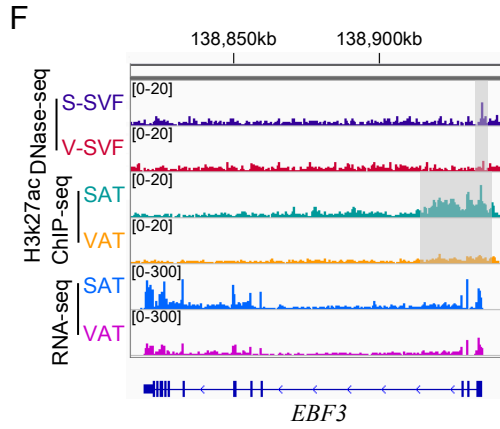 F
138,850kb 138,900kb
DNase-seq
S-SVF [0-20]
V-SVF [0-20]
H3k27ac
ChIP-seq
SAT [0-20]
VAT [0-20]
RNA-seq
SAT [0-300]
VAT [0-300]
EBF3